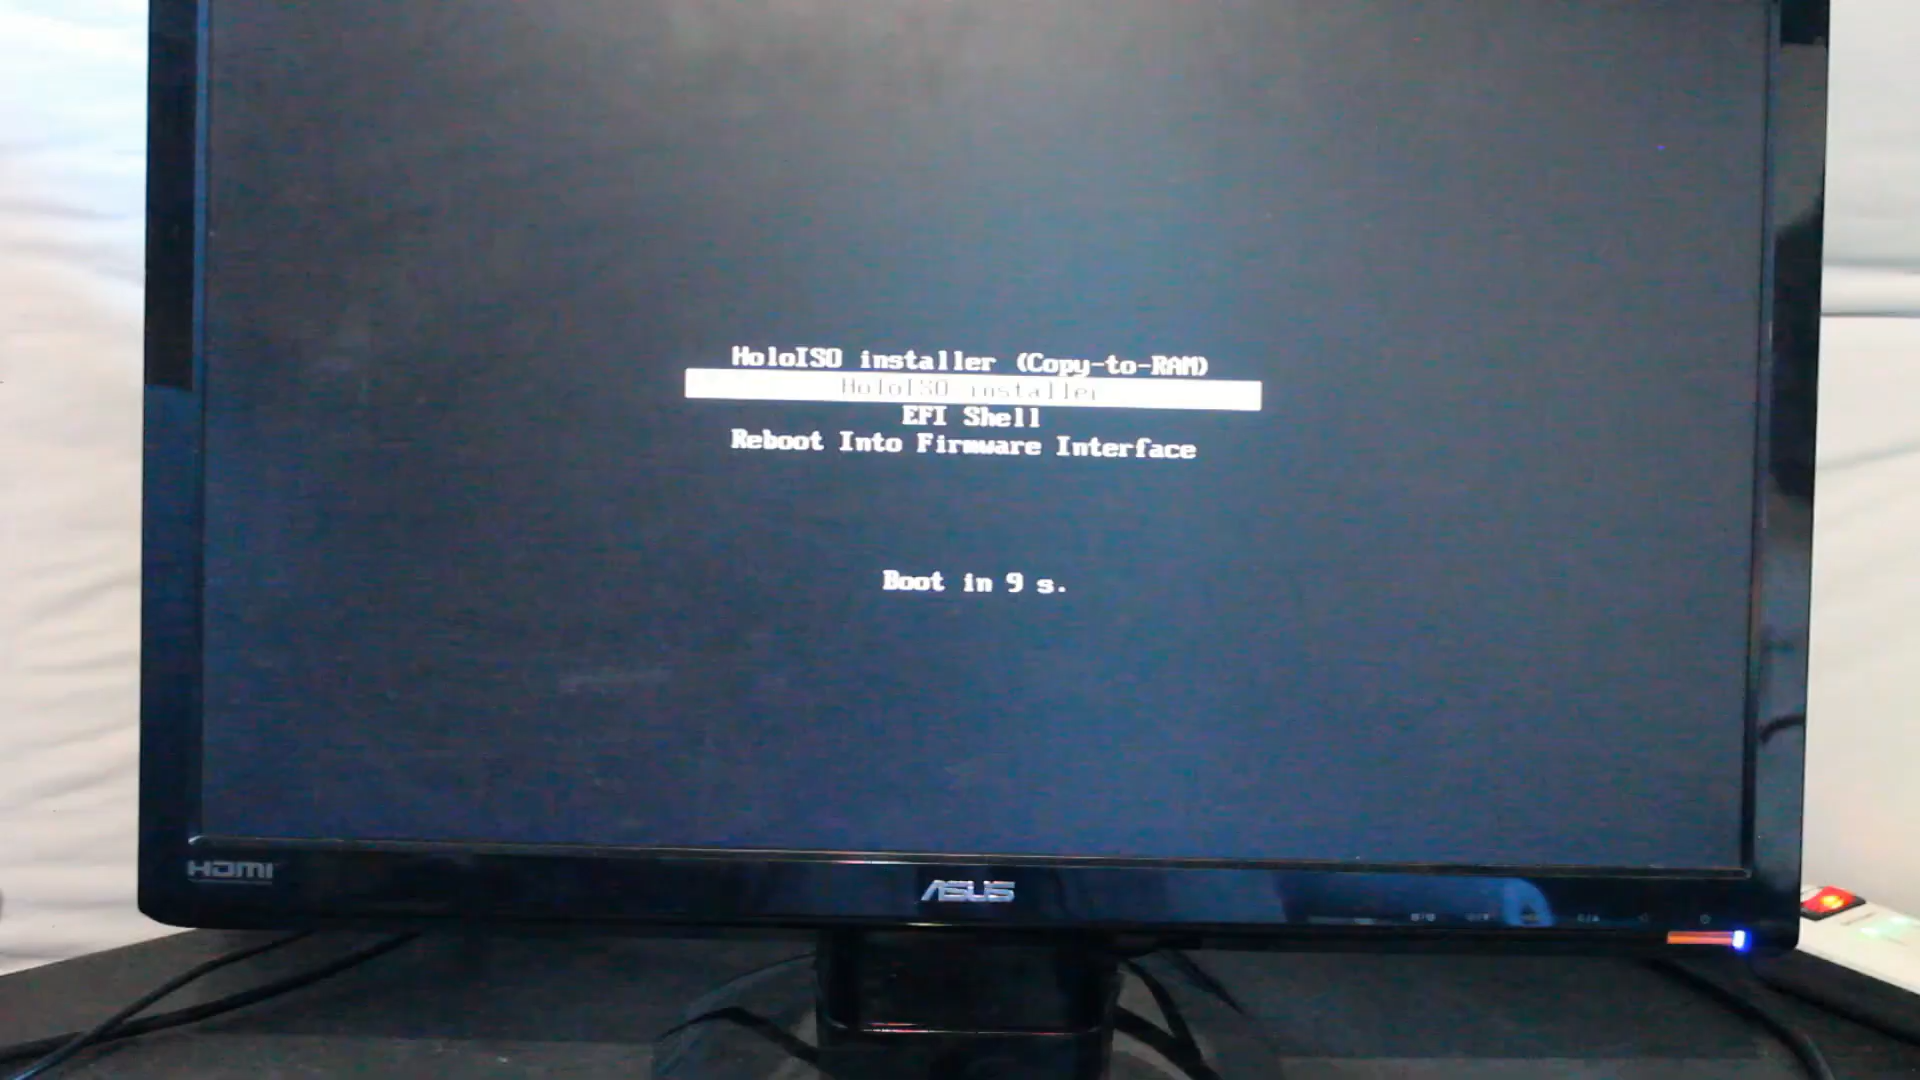 HoloISO installer (Copy-to-RAM)
HoloISO installer
EFI Shell
Reboot Into Firmware Interface
Boot in 9 s.
HDMI
ASUS